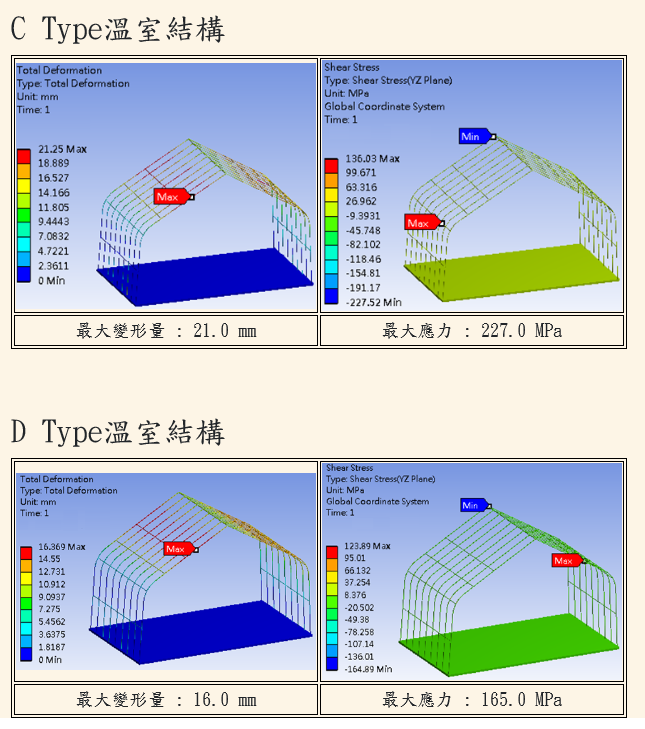 C Type溫室結構
Total Deformation
Type: Total Deformation
Unit: mm
Time: 1
21.25 Max
18.889
16.527
14.166
11.805
9.4443
7.0832
4.7221
2.3611
0 Min
Max
Shear Stress
Type: Shear Stress(YZ Plane)
Unit: MPa
Global Coordinate System
Time: 1
136.03 Max
99.671
63.316
26.962
-9.3931
-45.748
-82.102
-118.46
-154.81
-191.17
-227.52 Min
Min
Max
最大變形量 : 21.0 mm
最大應力 : 227.0 MPa
D Type溫室結構
Total Deformation
Type: Total Deformation
Unit: mm
Time: 1
16.369 Max
14.55
12.731
10.912
9.0937
7.275
5.4562
3.6375
1.8187
0 Min
Max
Shear Stress
Type: Shear Stress(YZ Plane)
Unit: MPa
Global Coordinate System
Time: 1
123.89 Max
95.01
66.132
37.254
8.376
-20.502
-49.38
-78.258
-107.14
-136.01
-164.89 Min
Min
Max
最大變形量 : 16.0 mm
最大應力 : 165.0 MPa